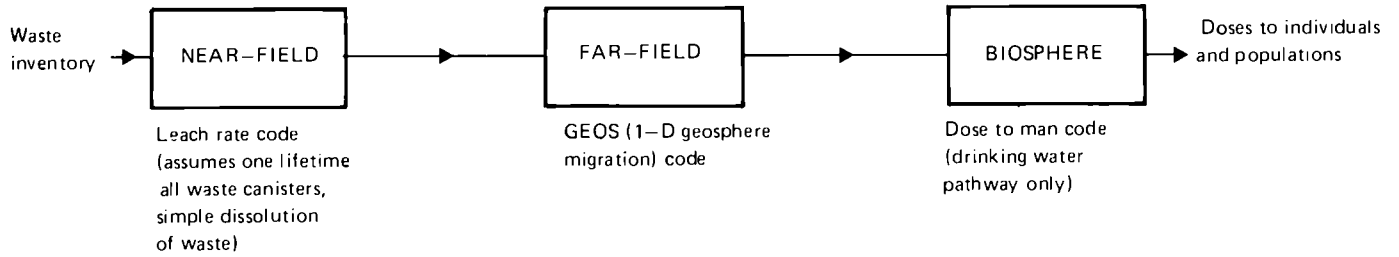 Waste
inventory
NEAR–FIELD
FAR–FIELD
BIOSPHERE
Doses to individuals
and populations
Leach rate code
(assumes one lifetime
all waste canisters,
simple dissolution
of waste)
GEOS (1–D geosphere
migration) code
Dose to man code
(drinking water
pathway only)